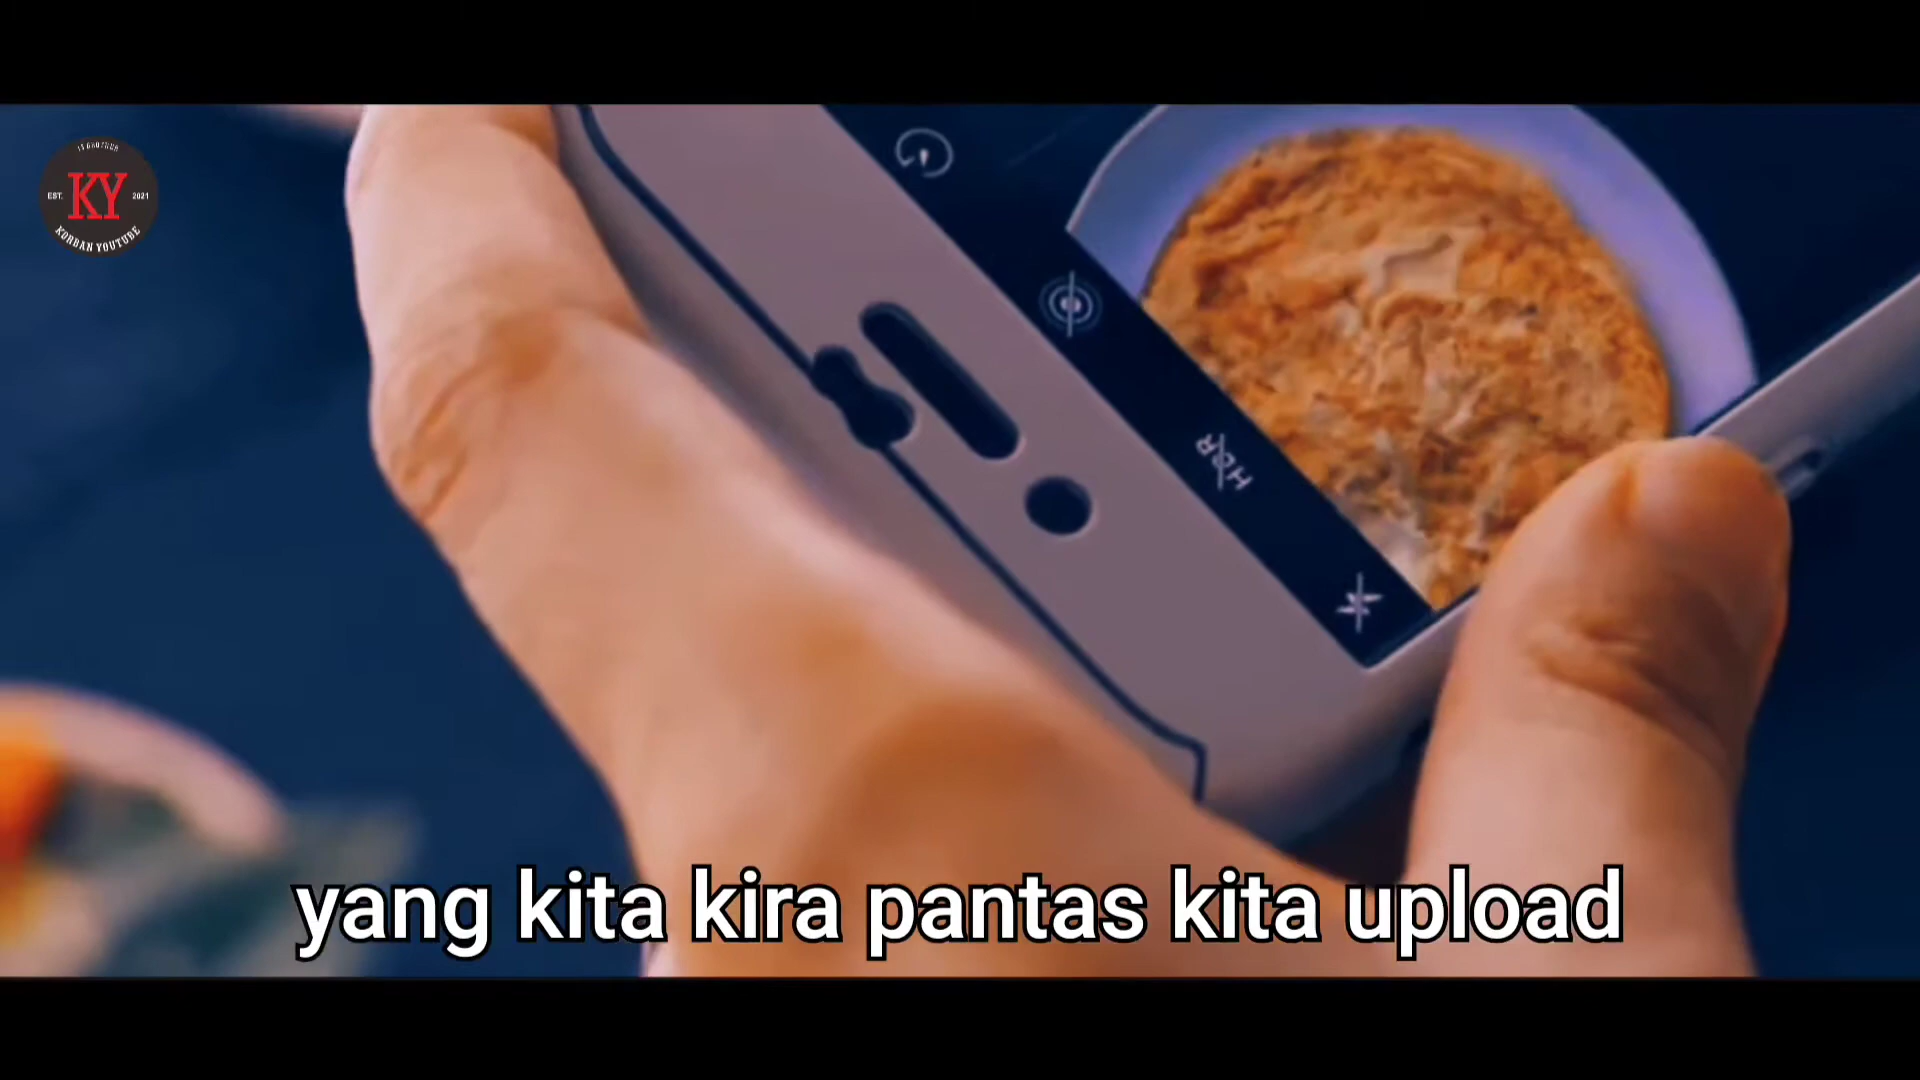 EST. KY 2021
KORBAN YOUTUBE
HDR
yang kita kira pantas kita upload